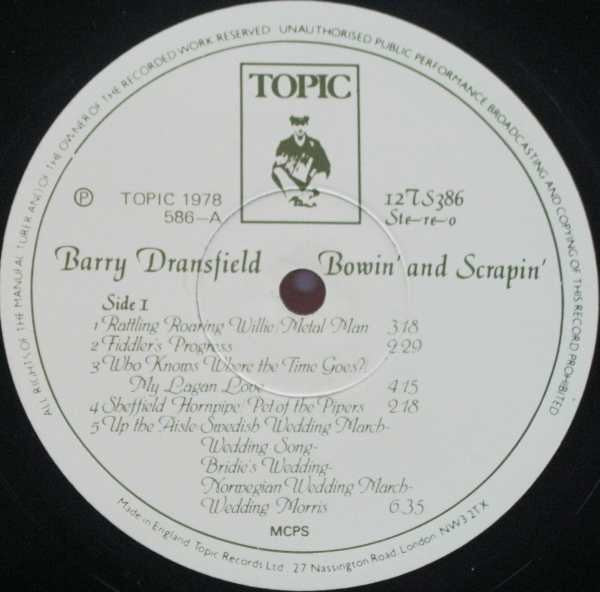 ALL RIGHTS OF THE MANUFACTURER AND OF THE OWNER OF THE RECORDED WORK RESERVED UNAUTHORISED PUBLIC PERFORMANCE BROADCASTING AND COPYING OF THIS RECORD PROHIBITED
TOPIC
Ⓟ TOPIC 1978
586-A
12TS386
Ste-re-o
Barry Dransfield Bowin' and Scrapin'
Side 1
1 Rattling Roaring Willie/Metal Man 3.18
2 Fiddler's Progress 2.29
3 Who Knows Where the Time Goes?/
My Lagan Love 4.15
4 Sheffield Hornpipe/Pet of the Pipers 2.18
5 Up the Aisle-Swedish Wedding March-
Wedding Song-
Bridie's Wedding-
Norwegian Wedding March-
Wedding Morris 6.35
MCPS
Made in England. Topic Records Ltd., 27 Nassington Road, London, NW3 2TX